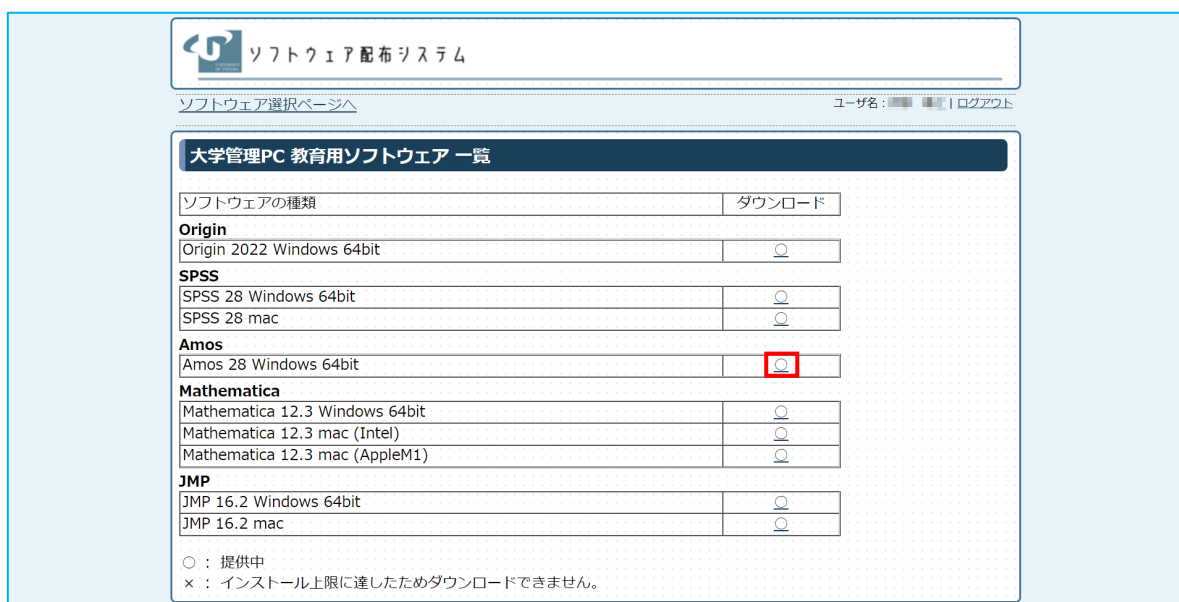 ソフトウェア配布システム
ソフトウェア選択ページへ ユーザ名: | ログアウト
大学管理PC 教育用ソフトウェア 一覧
ソフトウェアの種類 ダウンロード
Origin
Origin 2022 Windows 64bit ○
SPSS
SPSS 28 Windows 64bit ○
SPSS 28 mac ○
Amos
Amos 28 Windows 64bit ○
Mathematica
Mathematica 12.3 Windows 64bit ○
Mathematica 12.3 mac (Intel) ○
Mathematica 12.3 mac (AppleM1) ○
JMP
JMP 16.2 Windows 64bit ○
JMP 16.2 mac ○
○ : 提供中
× : インストール上限に達したためダウンロードできません。